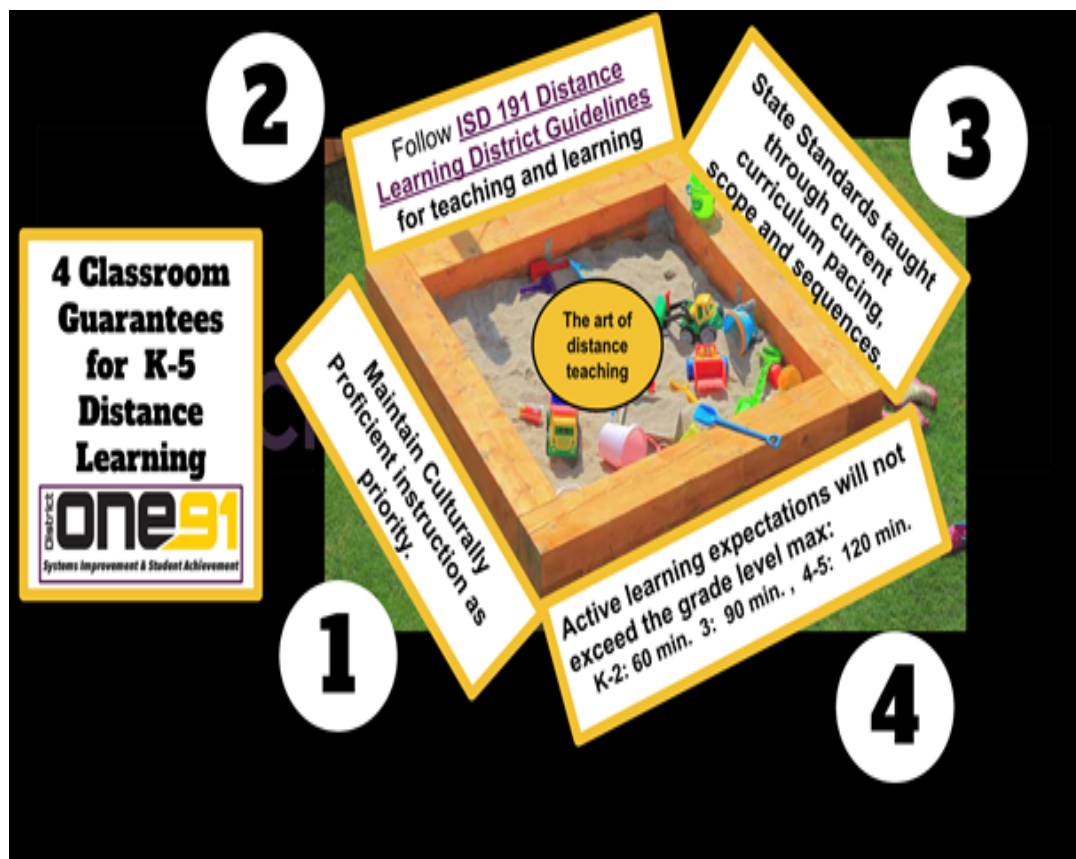 4 Classroom
Guarantees
for K-5
Distance
Learning
District
one91
Systems Improvement & Student Achievement
1
Maintain Culturally
Proficient instruction as
priority.
2
Follow ISD 191 Distance
Learning District Guidelines
for teaching and learning
3
State Standards taught
through current
curriculum pacing,
scope and sequences.
4
Active learning expectations will not
exceed the grade level max:
K-2: 60 min. 3: 90 min. , 4-5: 120 min.
The art of
distance
teaching